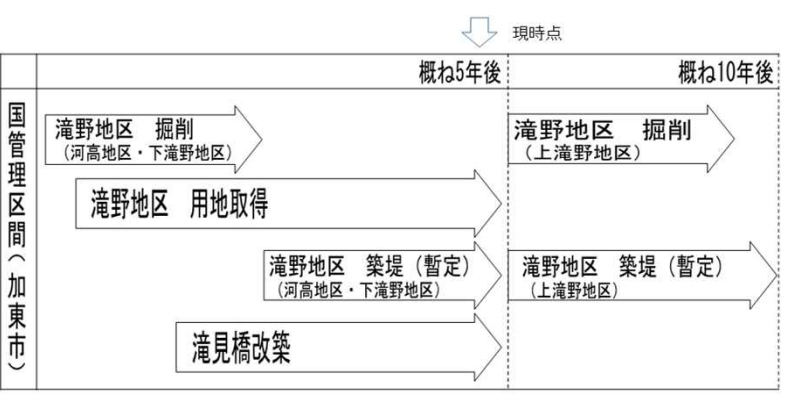 現時点
概ね5年後
概ね10年後
国管理区間(加東市)
滝野地区 掘削
(河高地区・下滝野地区)
滝野地区 掘削
(上滝野地区)
滝野地区 用地取得
滝野地区 築堤(暫定)
(河高地区・下滝野地区)
滝野地区 築堤(暫定)
(上滝野地区)
滝見橋改築